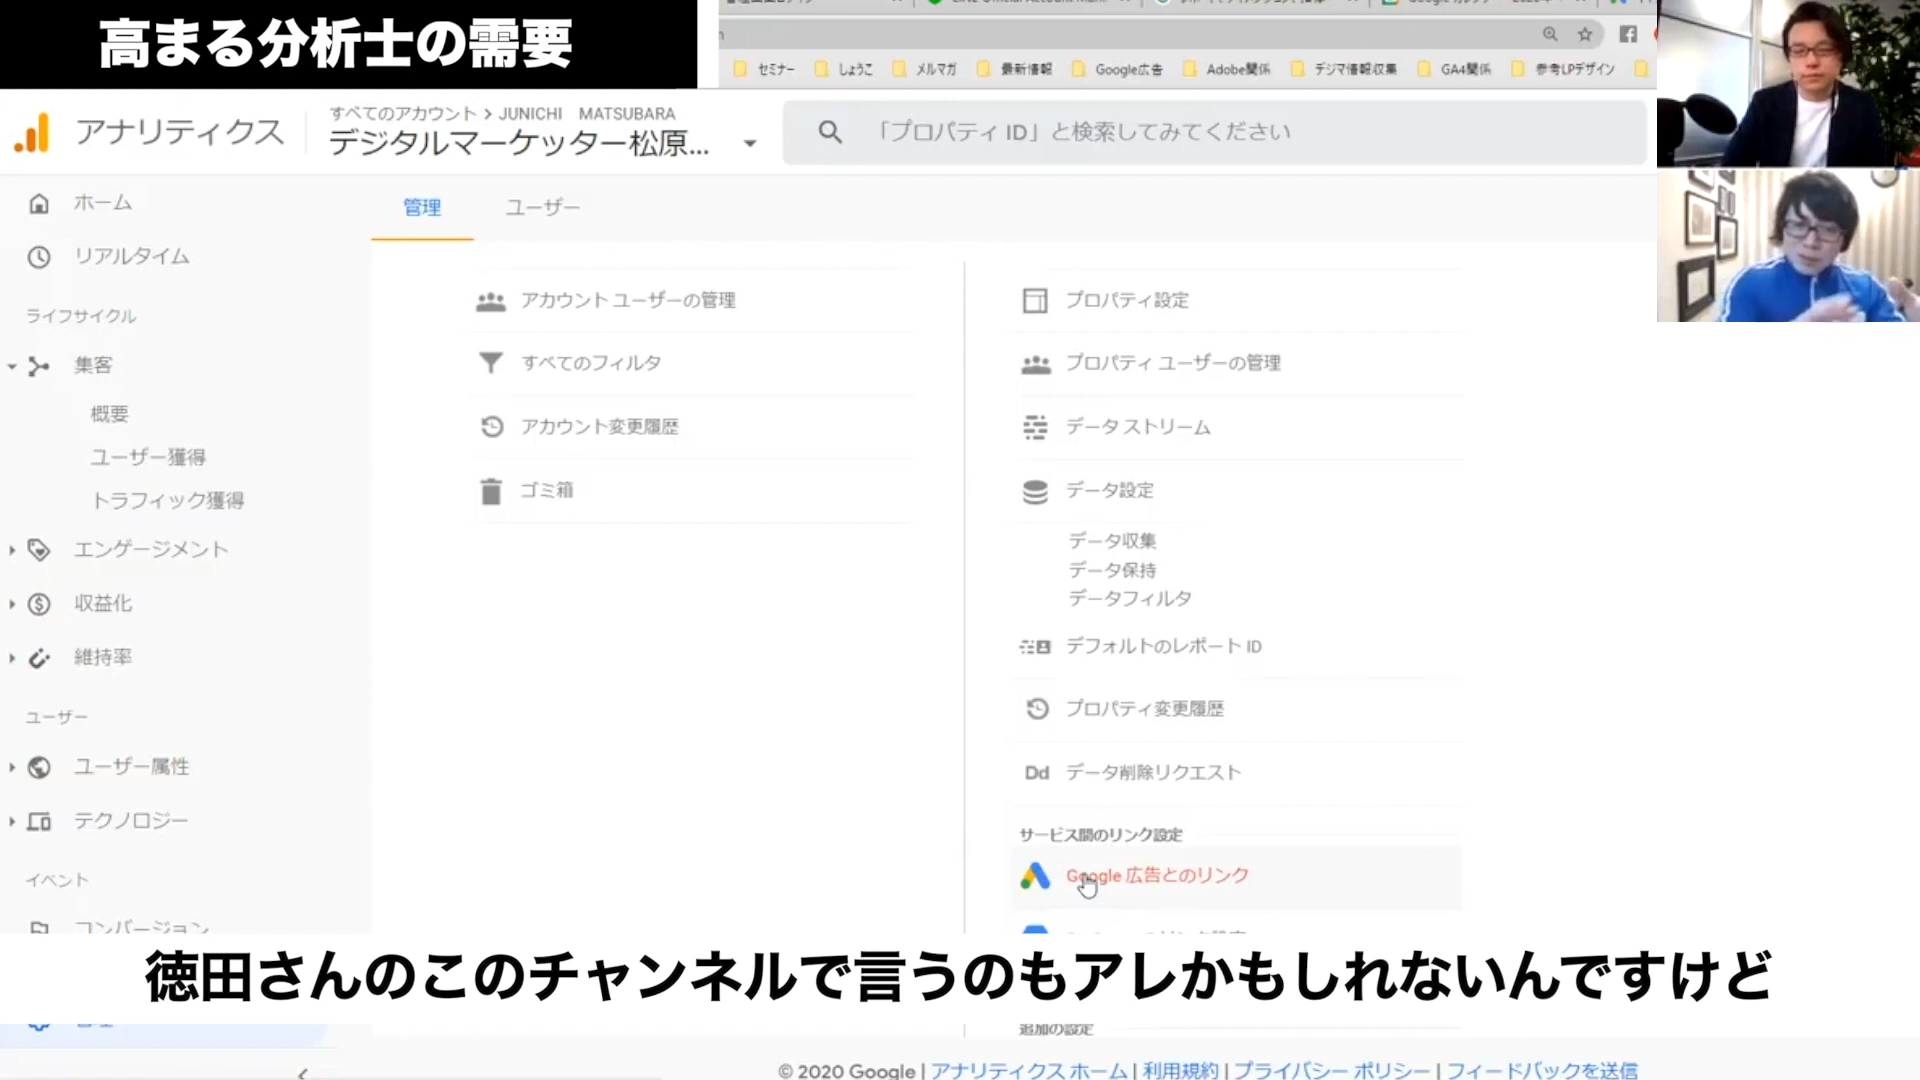 高まる分析士の需要
セミナー
しょうこ
メルマガ
最新情報
Google広告
Adobe関係
デジマ情報収集
GA4関係
参考LPデザイン
アナリティクス
すべてのアカウント > JUNICHI MATSUBARA
デジタルマーケッター松原...
「プロパティ ID」と検索してみてください
管理
ユーザー
ホーム
リアルタイム
ライフサイクル
集客
概要
ユーザー獲得
トラフィック獲得
エンゲージメント
収益化
維持率
ユーザー
ユーザー属性
テクノロジー
イベント
コンバージョン
アカウント ユーザーの管理
すべてのフィルタ
アカウント変更履歴
ゴミ箱
プロパティ設定
プロパティ ユーザーの管理
データ ストリーム
データ設定
データ収集
データ保持
データフィルタ
デフォルトのレポート ID
プロパティ変更履歴
Dd データ削除リクエスト
サービス間のリンク設定
Google 広告とのリンク
徳田さんのこのチャンネルで言うのもアレかもしれないんですけど
追加の設定
© 2020 Google | アナリティクス ホーム | 利用規約 | プライバシー ポリシー | フィードバックを送信